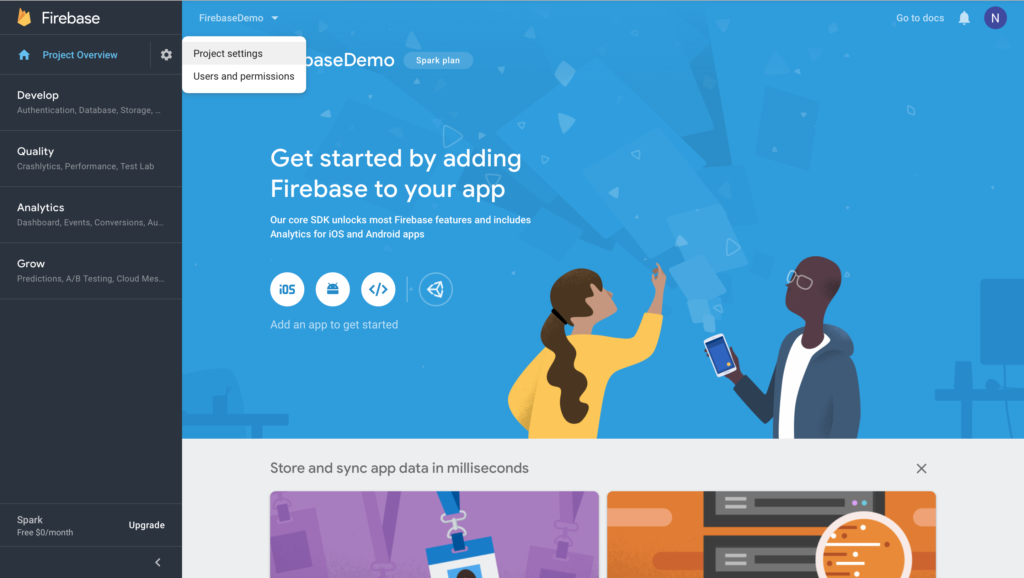 Firebase
Project Overview
Develop
Authentication, Database, Storage, ...
Quality
Crashlytics, Performance, Test Lab
Analytics
Dashboard, Events, Conversions, Au...
Grow
Predictions, A/B Testing, Cloud Mes...
Spark
Free $0/month
Upgrade
FirebaseDemo
Go to docs
N
Project settings
Users and permissions
baseDemo
Spark plan
Get started by adding
Firebase to your app
Our core SDK unlocks most Firebase features and includes
Analytics for iOS and Android apps
iOS
Add an app to get started
Store and sync app data in milliseconds